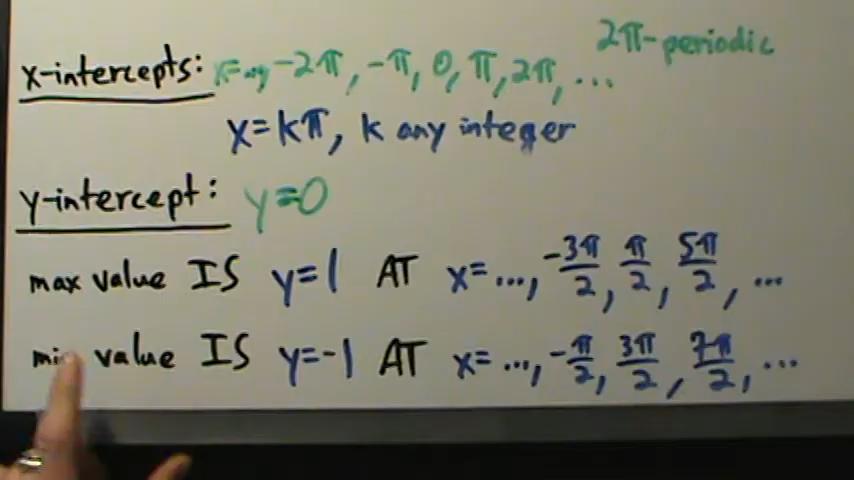 2π-periodic
x-intercepts: x=..., -2π, -π, 0, π, 2π, ...
x=kπ, k any integer
y-intercept: y=0
max value IS y=1 AT x= ..., -3π/2, π/2, 5π/2, ...
min value IS y=-1 AT x= ..., -π/2, 3π/2, 7π/2, ...